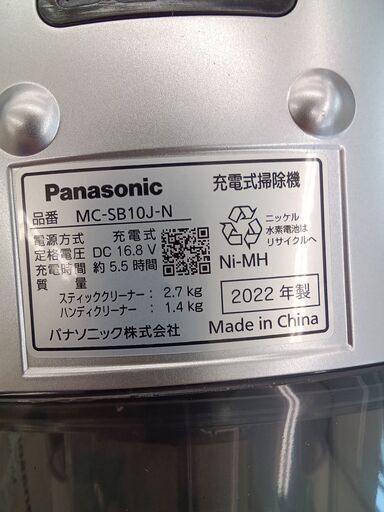 Panasonic 充電式掃除機
品番 MC-SB10J-N
電源方式 充電式
定格電圧 DC 16.8 V
充電時間 約5.5時間
質量
スティッククリーナー : 2.7 kg
ハンディクリーナー : 1.4 kg
パナソニック株式会社
ニッケル
水素電池は
リサイクルへ
Ni-MH
2022 年製
Made in China